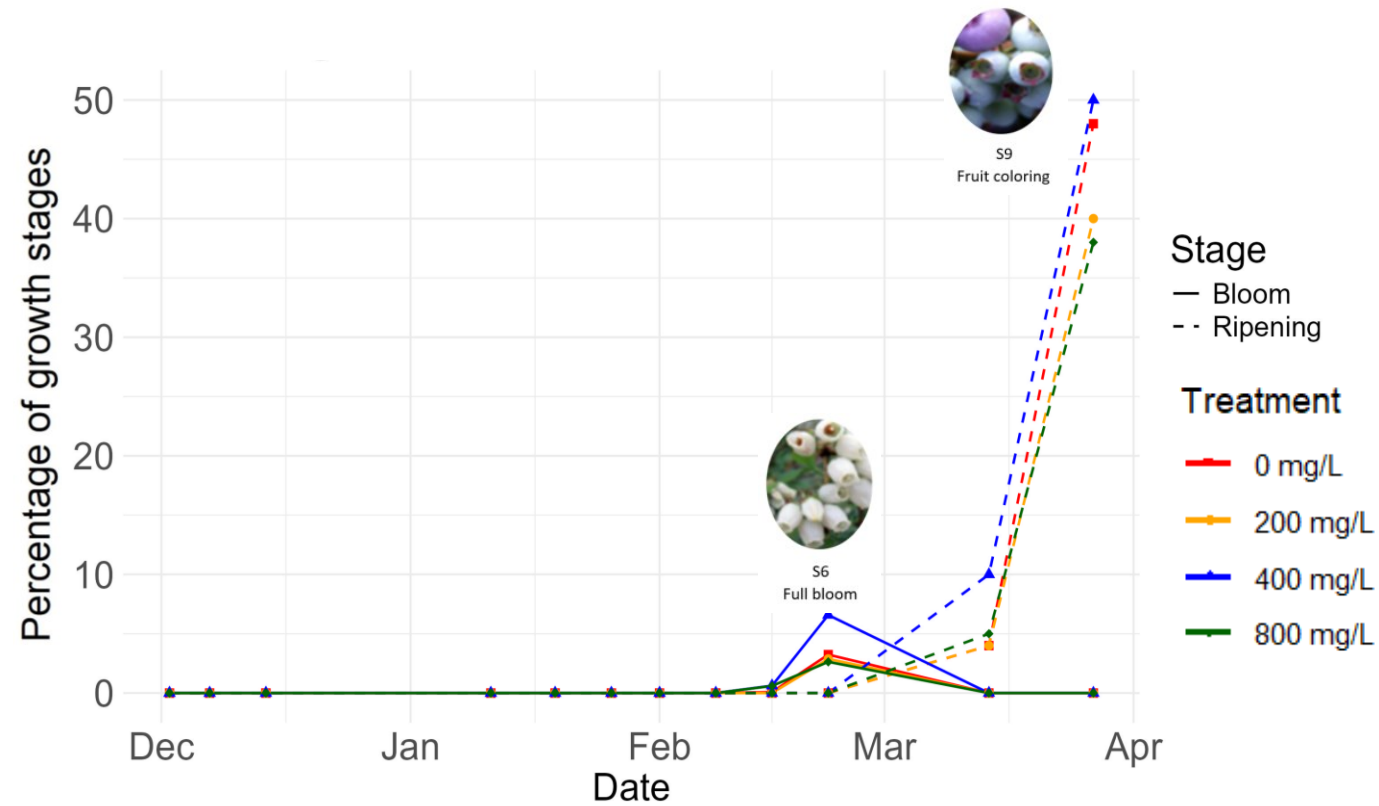 Percentage of growth stages
50
40
30
20
10
0
S9
Fruit coloring
S6
Full bloom
Dec
Jan
Feb
Mar
Apr
Date
Stage
Bloom
Ripening
Treatment
0 mg/L
200 mg/L
400 mg/L
800 mg/L